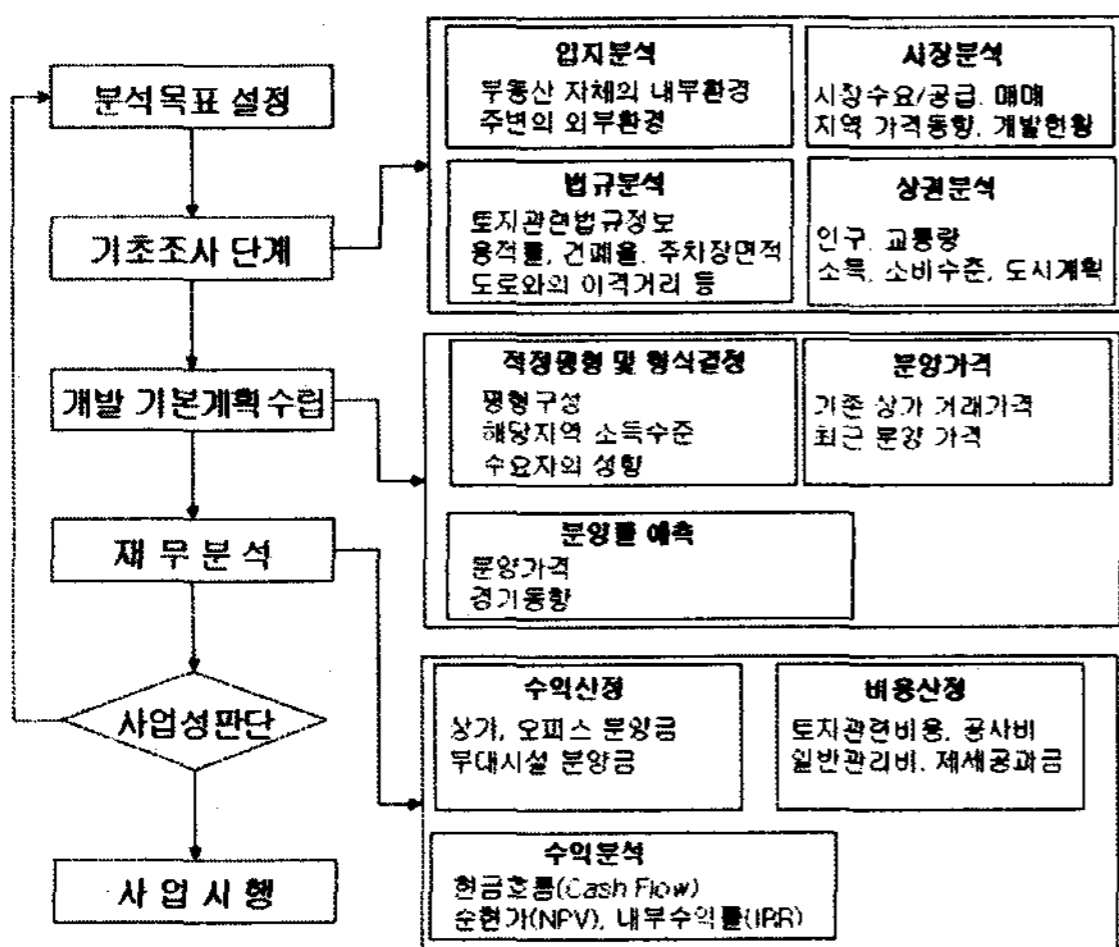 분석목표 설정
기초조사 단계
개발 기본계획수립
재 무 분 석
사업성판단
사 업 시 행
입지분석
부동산 자체의 내부환경
주변의 외부환경
시장분석
시장수요/공급, 매매
지역 가격동향, 개발현황
법규분석
토지관련법규정보
용적률, 건폐율, 주차장면적
도로와의 이격거리 등
상권분석
인구, 교통량
소득, 소비수준, 도시계획
적정평형 및 형식결정
평형구성
해당지역 소득수준
수요자의 성향
분양가격
기존 상가 거래가격
최근 분양 가격
분양률 예측
분양가격
경기동향
수익산정
상가, 오피스 분양금
부대시설 분양금
비용산정
토지관련비용, 공사비
일반관리비, 제세공과금
수익분석
현금흐름(Cash Flow)
순현가(NPV), 내부수익률(IRR)